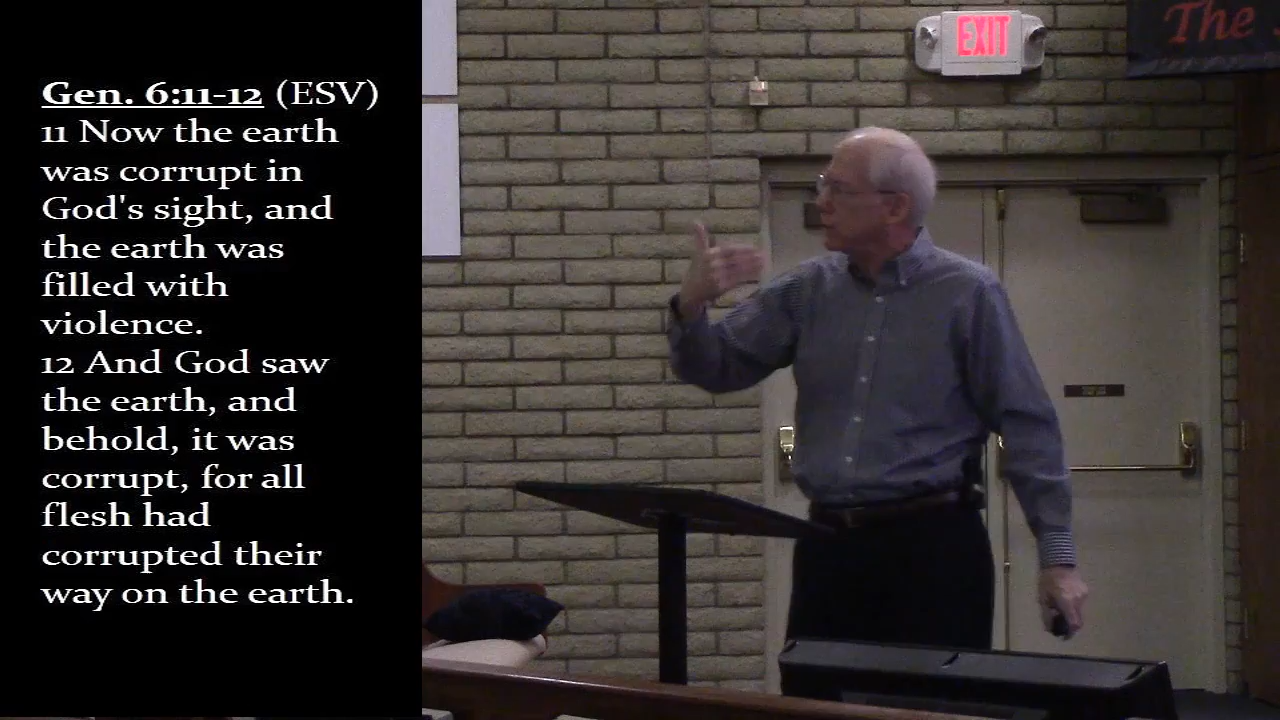 Gen. 6:11-12 (ESV)
11 Now the earth
was corrupt in
God's sight, and
the earth was
filled with
violence.
12 And God saw
the earth, and
behold, it was
corrupt, for all
flesh had
corrupted their
way on the earth.
EXIT
The